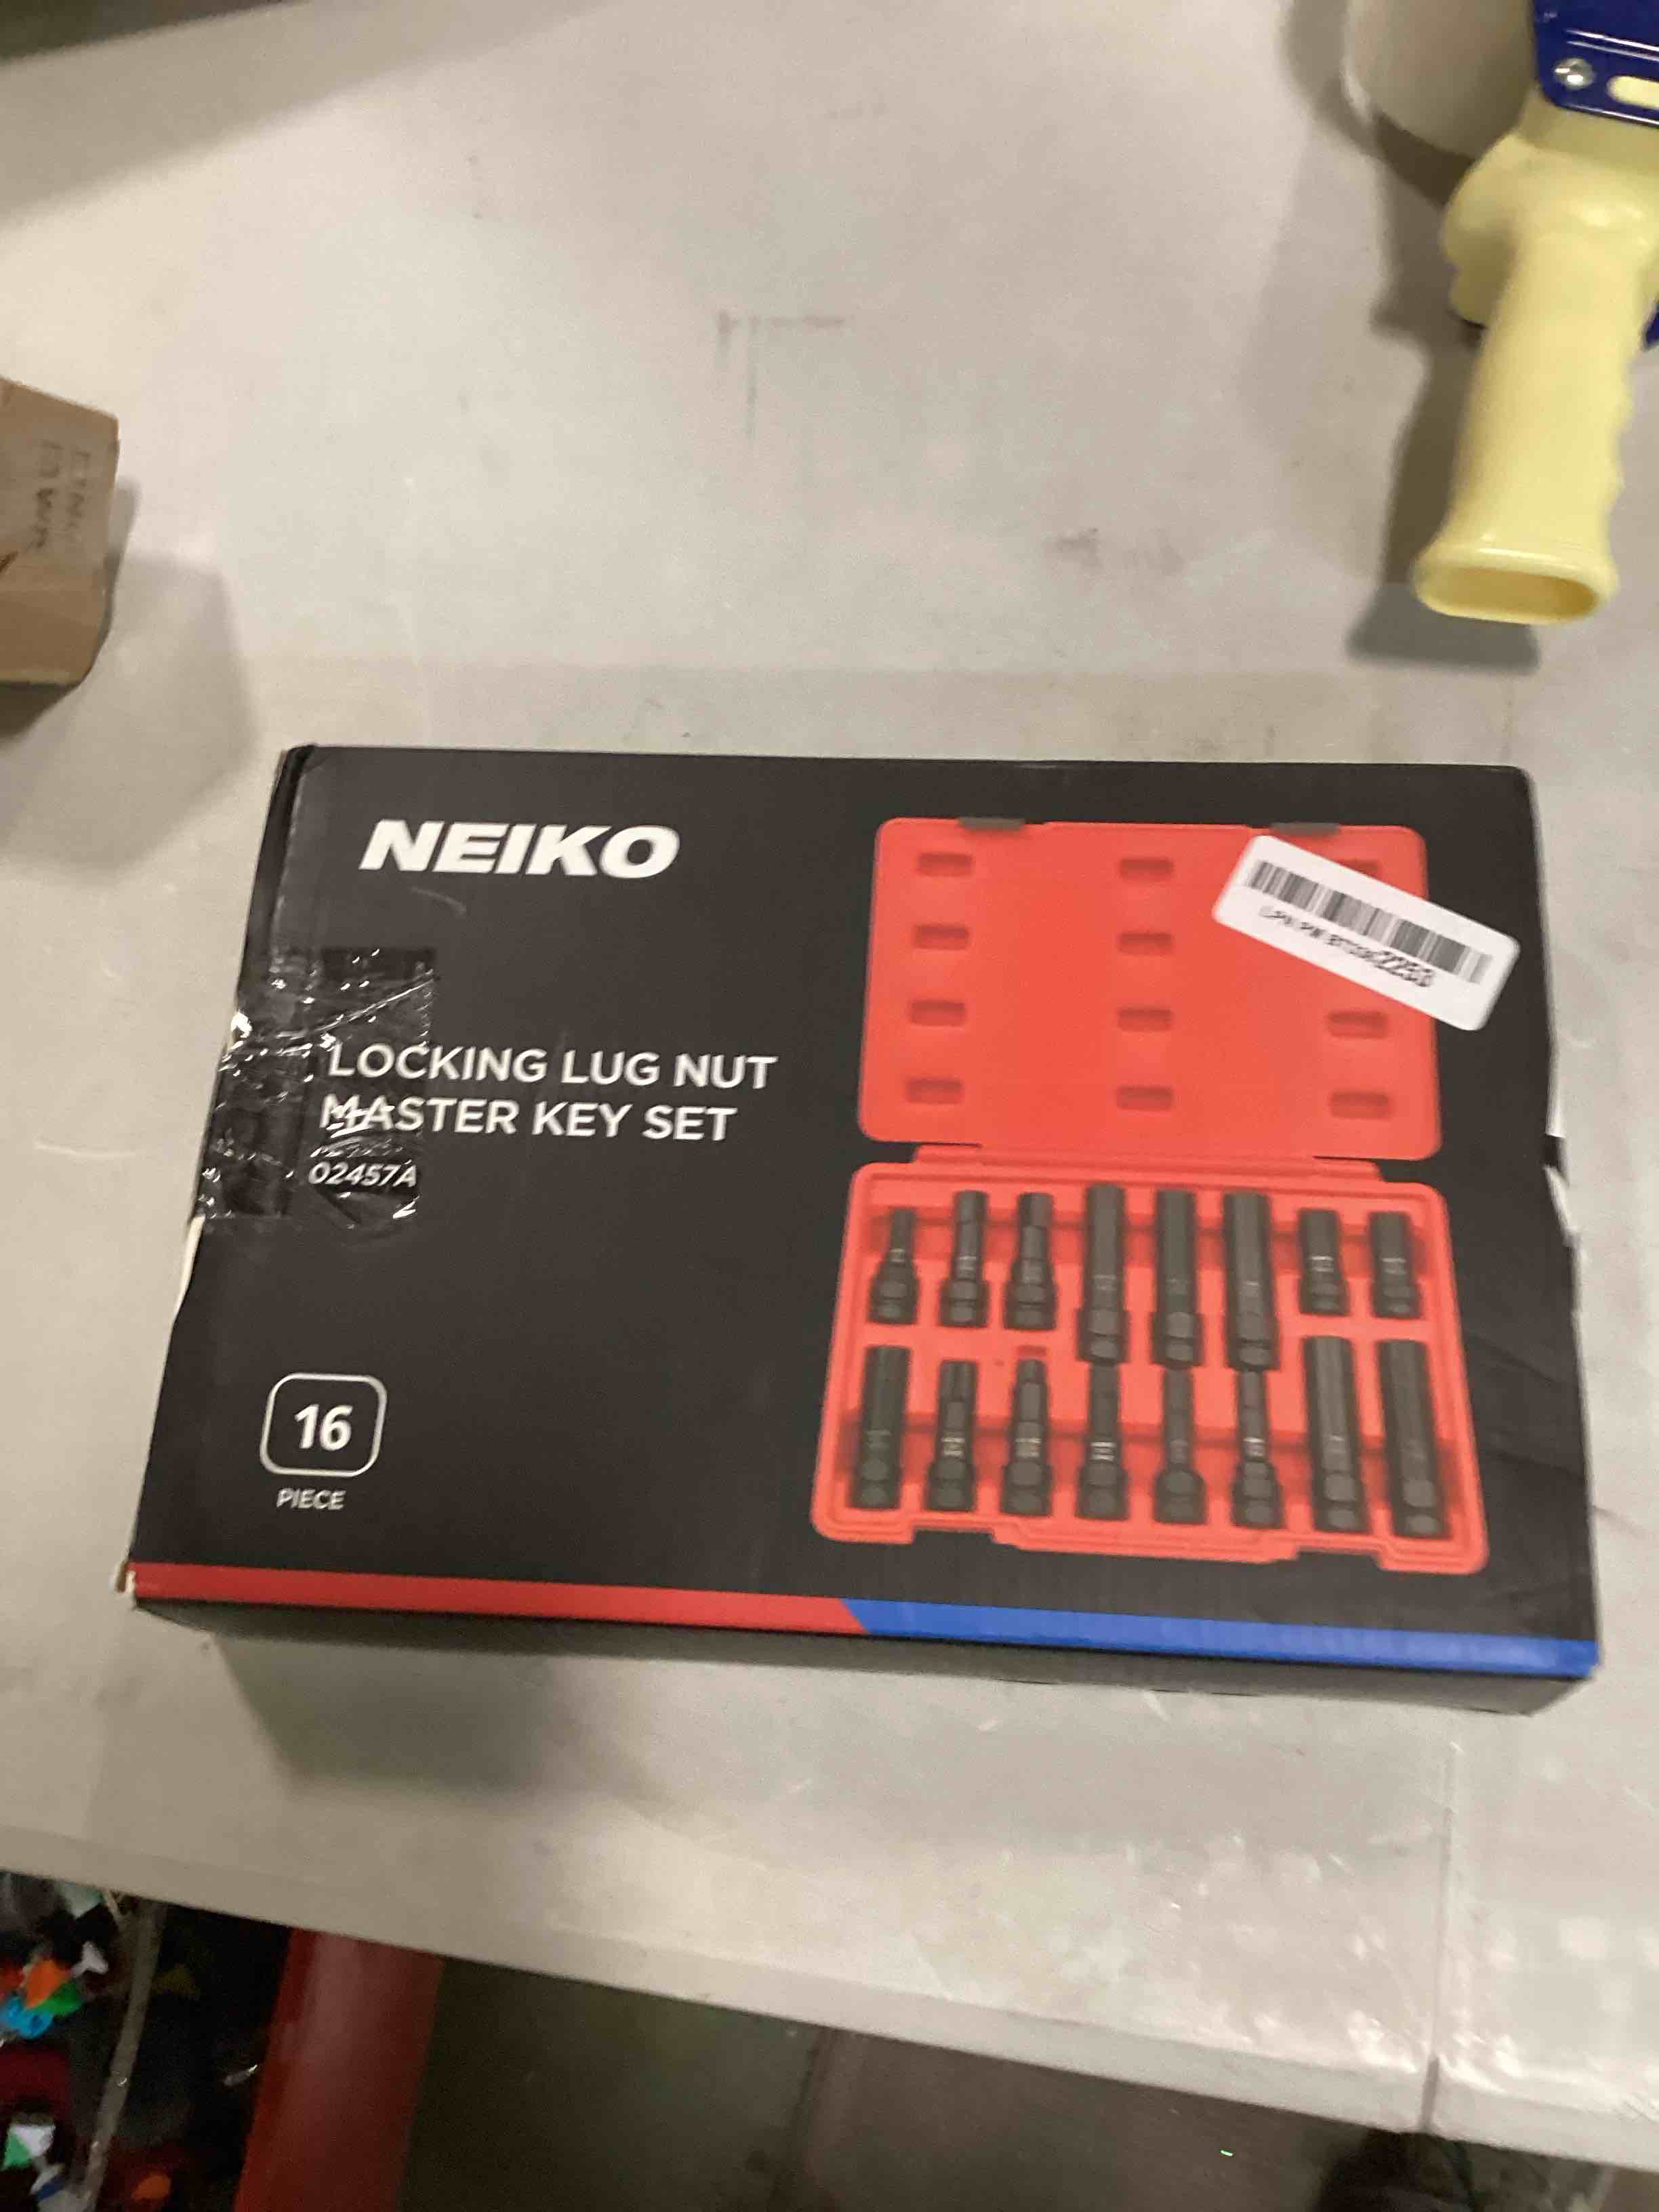 NEIKO
LOCKING LUG NUT
MASTER KEY SET
02457A
16
PIECE